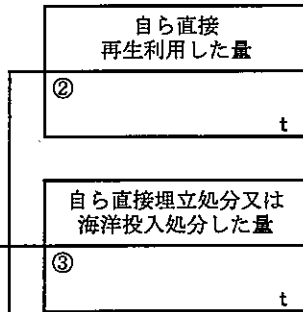 自ら直接
再生利用した量
②
t
自ら直接埋立処分又は
海洋投入処分した量
③
t